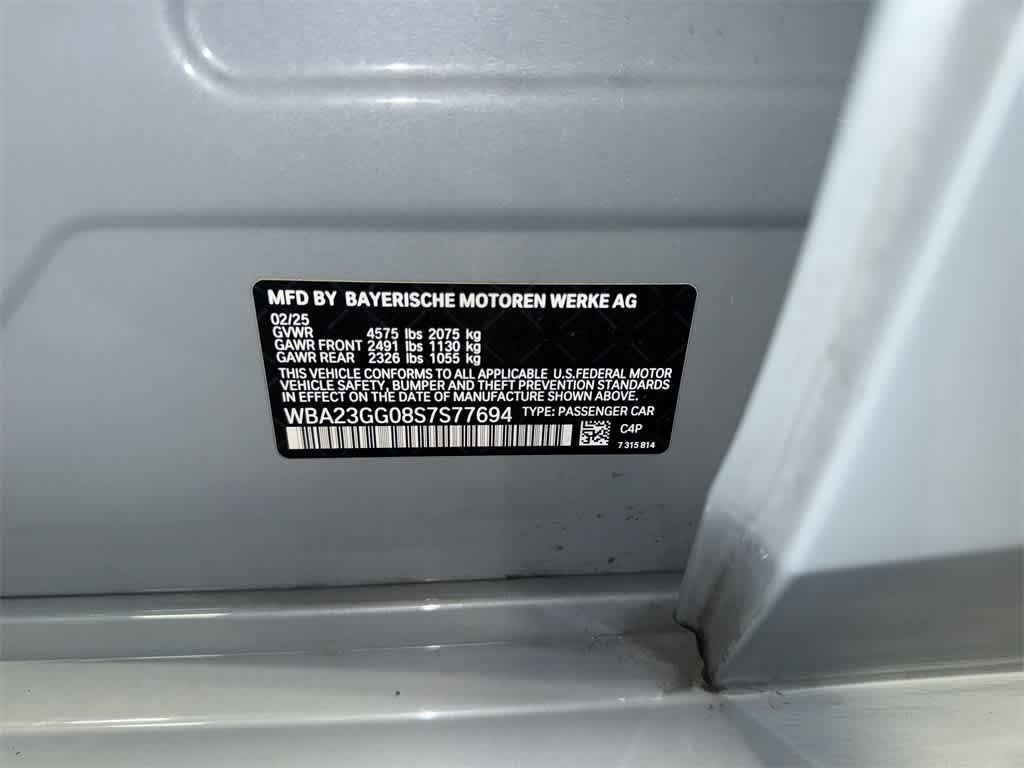 MFD BY BAYERISCHE MOTOREN WERKE AG
02/25
GVWR 4575 lbs 2075 kg
GAWR FRONT 2491 lbs 1130 kg
GAWR REAR 2326 lbs 1055 kg
THIS VEHICLE CONFORMS TO ALL APPLICABLE U.S.FEDERAL MOTOR
VEHICLE SAFETY, BUMPER AND THEFT PREVENTION STANDARDS
IN EFFECT ON THE DATE OF MANUFACTURE SHOWN ABOVE.
WBA23GG08S7S77694 TYPE: PASSENGER CAR
C4P
7 315 814